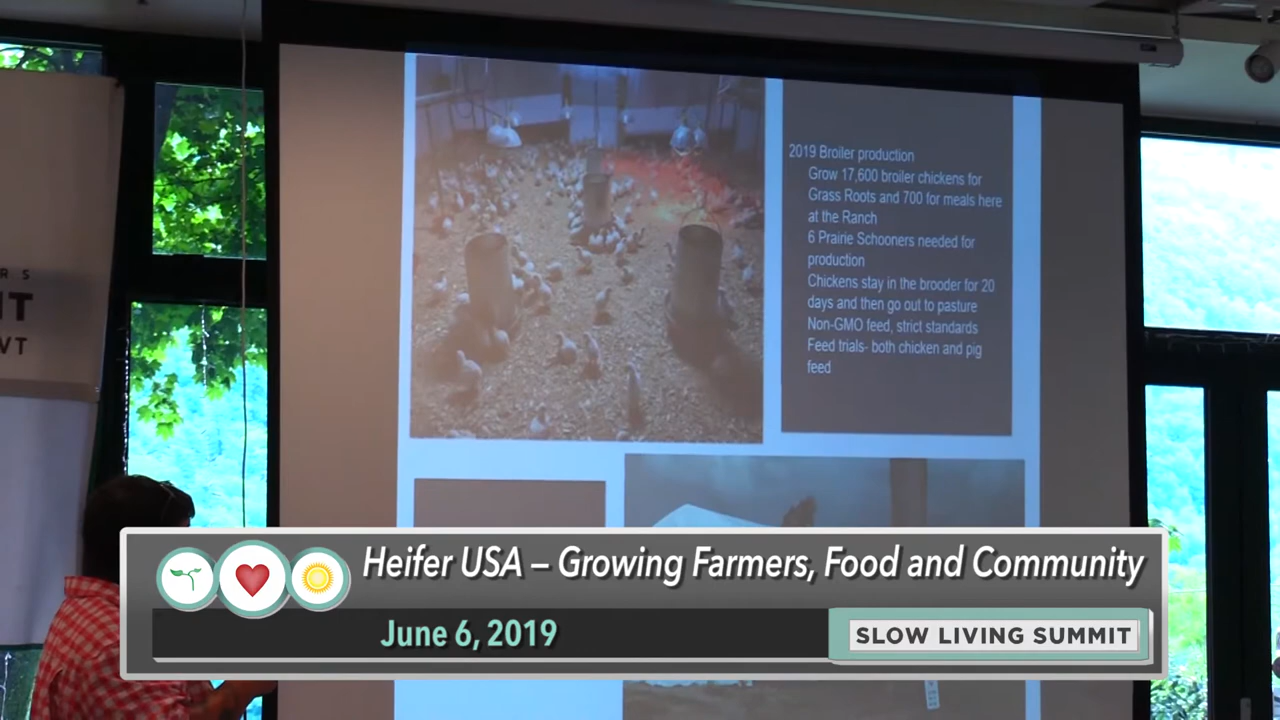 R S
IT
VT
2019 Broiler production
Grow 17,600 broiler chickens for
Grass Roots and 700 for meals here
at the Ranch
6 Prairie Schooners needed for
production
Chickens stay in the brooder for 20
days and then go out to pasture
Non-GMO feed, strict standards
Feed trials- both chicken and pig
feed
Heifer USA – Growing Farmers, Food and Community
June 6, 2019
SLOW LIVING SUMMIT